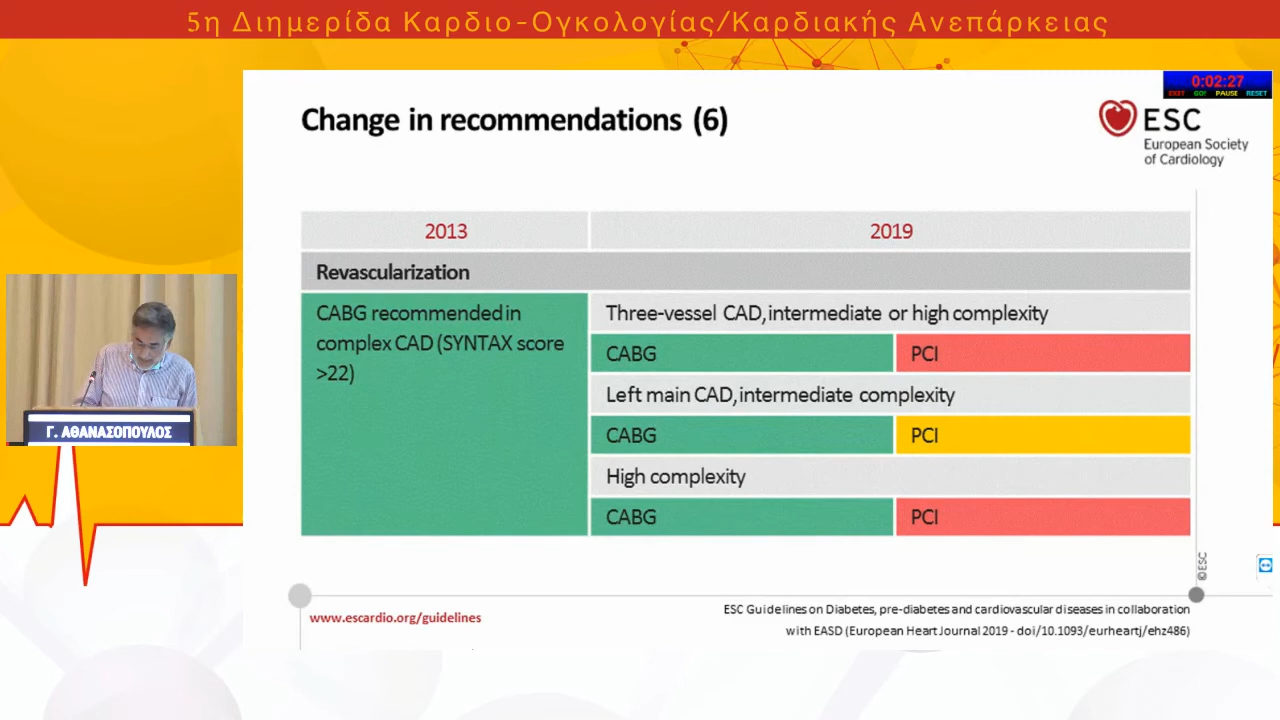 5η Διημερίδα Καρδιο-Ογκολογίας/Καρδιακής Ανεπάρκειας
0:02:27
EXIT GO! PAUSE RESET
Change in recommendations (6)
ESC
European Society
of Cardiology
2013
2019
Revascularization
CABG recommended in
complex CAD (SYNTAX score
>22)
Three-vessel CAD, intermediate or high complexity
CABG
PCI
Left main CAD, intermediate complexity
CABG
PCI
High complexity
CABG
PCI
Γ. ΑΘΑΝΑΣΟΠΟΥΛΟΣ
©ESC
www.escardio.org/guidelines
ESC Guidelines on Diabetes, pre-diabetes and cardiovascular diseases in collaboration
with EASD (European Heart Journal 2019 - doi/10.1093/eurheartj/ehz486)